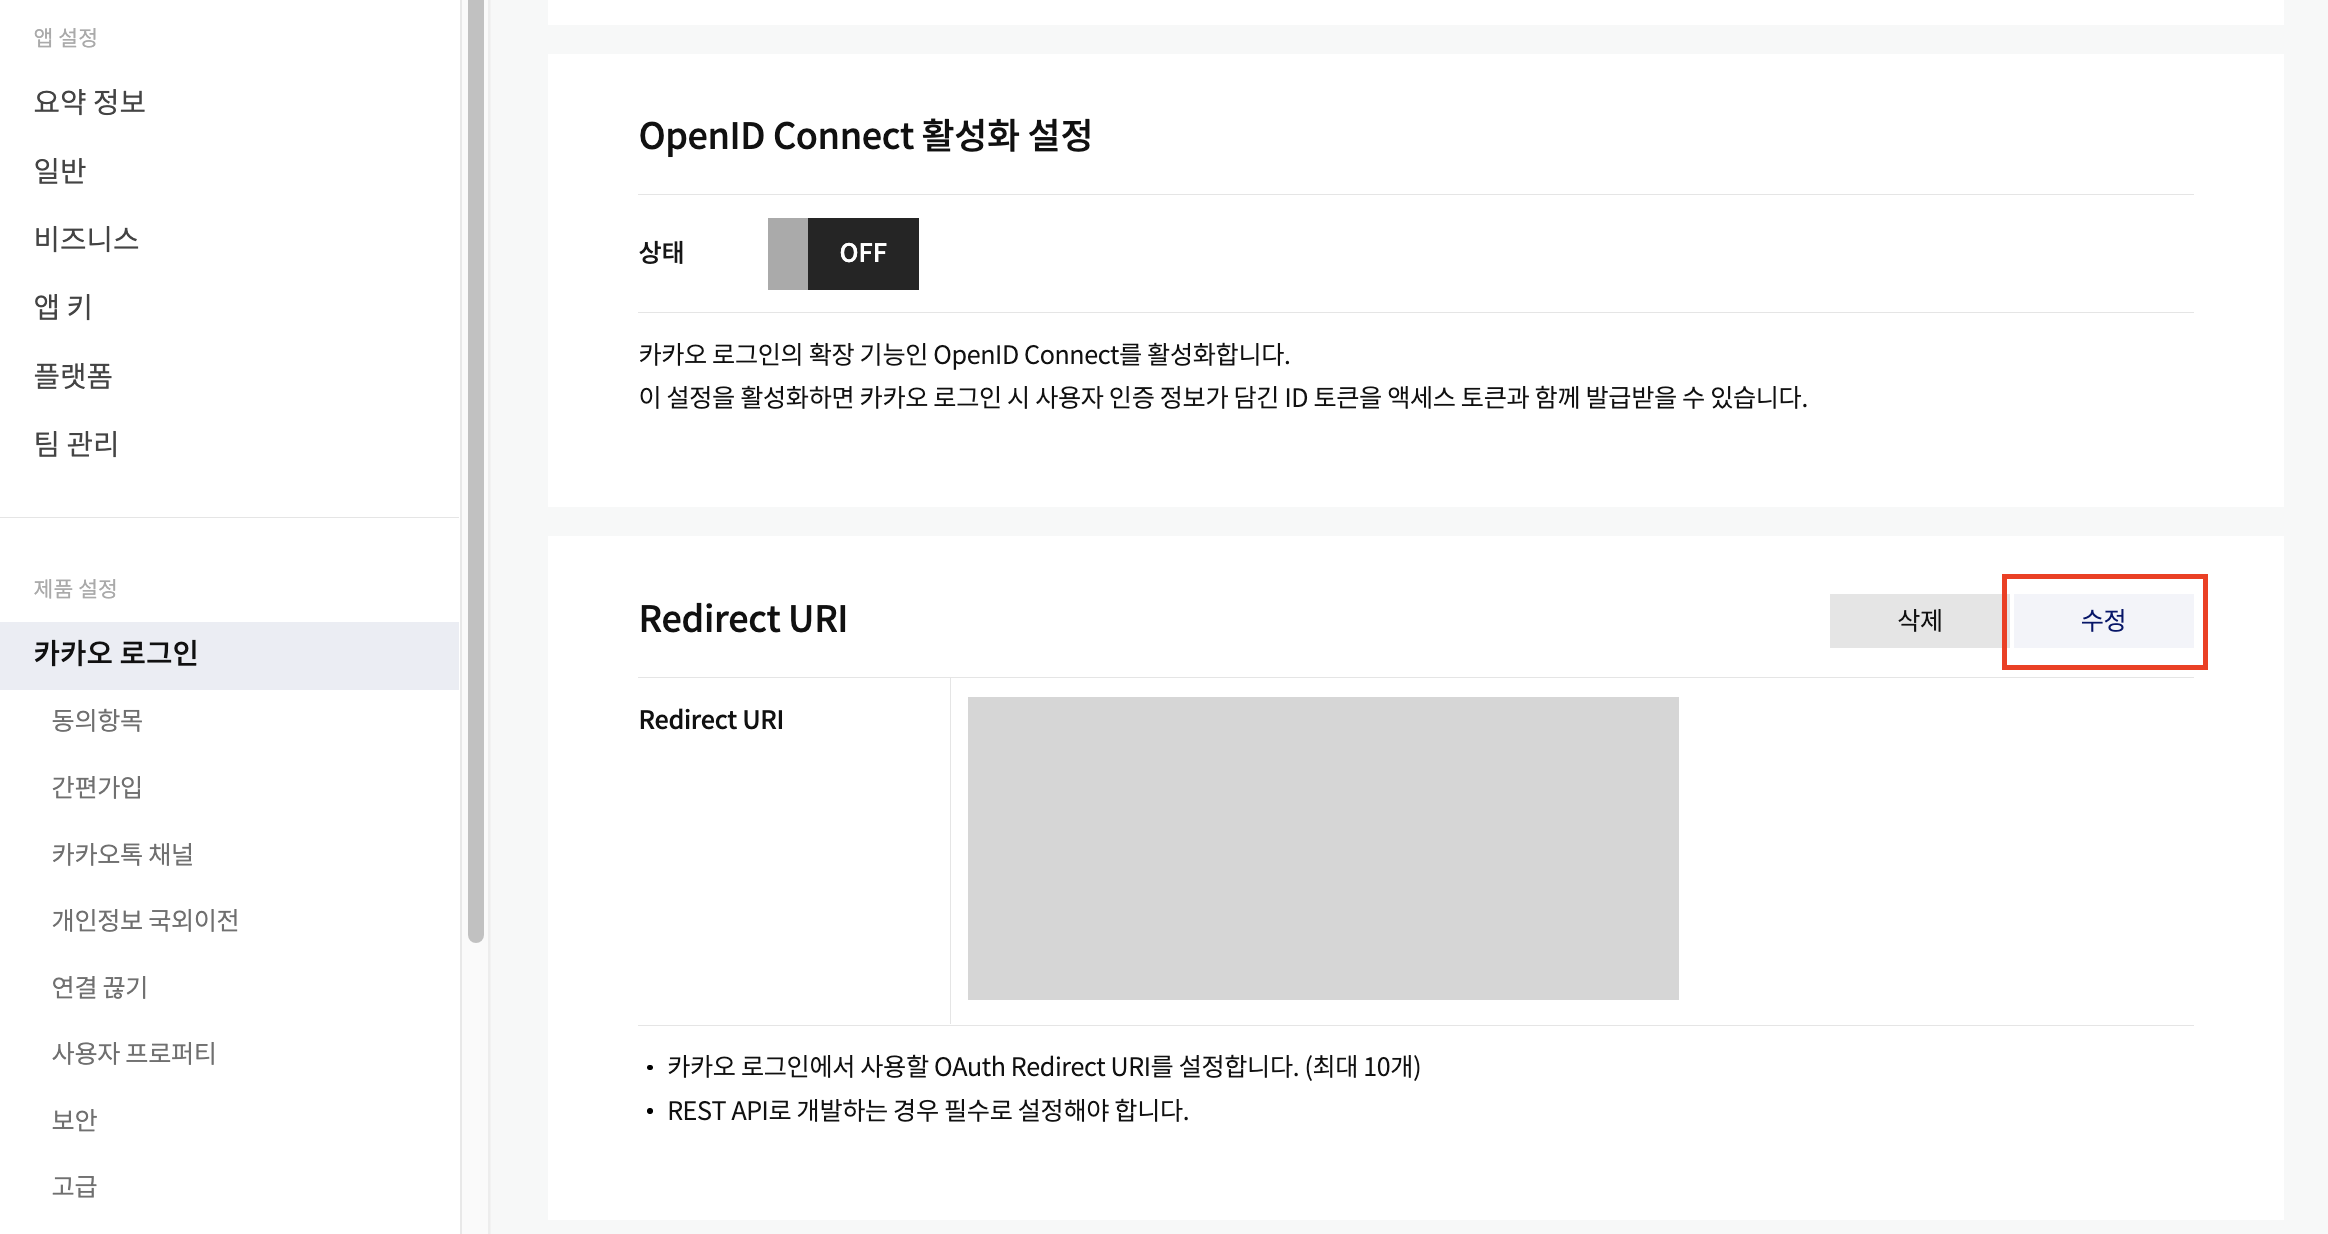 앱 설정
요약 정보
일반
비즈니스
앱 키
플랫폼
팀 관리
제품 설정
카카오 로그인
동의항목
간편가입
카카오톡 채널
개인정보 국외이전
연결 끊기
사용자 프로퍼티
보안
고급
OpenID Connect 활성화 설정
상태 OFF
카카오 로그인의 확장 기능인 OpenID Connect를 활성화합니다.
이 설정을 활성화하면 카카오 로그인 시 사용자 인증 정보가 담긴 ID 토큰을 액세스 토큰과 함께 발급받을 수 있습니다.
Redirect URI 삭제 수정
Redirect URI
• 카카오 로그인에서 사용할 OAuth Redirect URI를 설정합니다. (최대 10개)
• REST API로 개발하는 경우 필수로 설정해야 합니다.